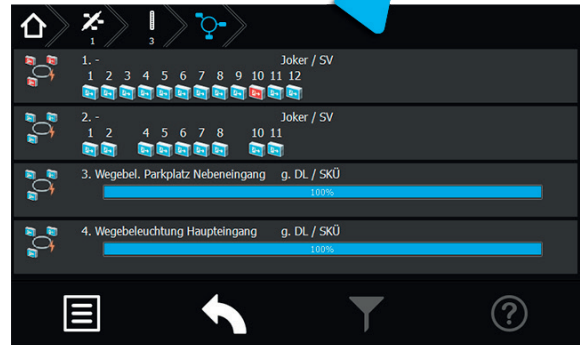 1 3
1. - Joker / SV
1 2 3 4 5 6 7 8 9 10 11 12
2. - Joker / SV
1 2 4 5 6 7 8 10 11
3. Wegebel. Parkplatz Nebeneingang g. DL / SKÜ
100%
4. Wegebeleuchtung Haupteingang g. DL / SKÜ
100%
?